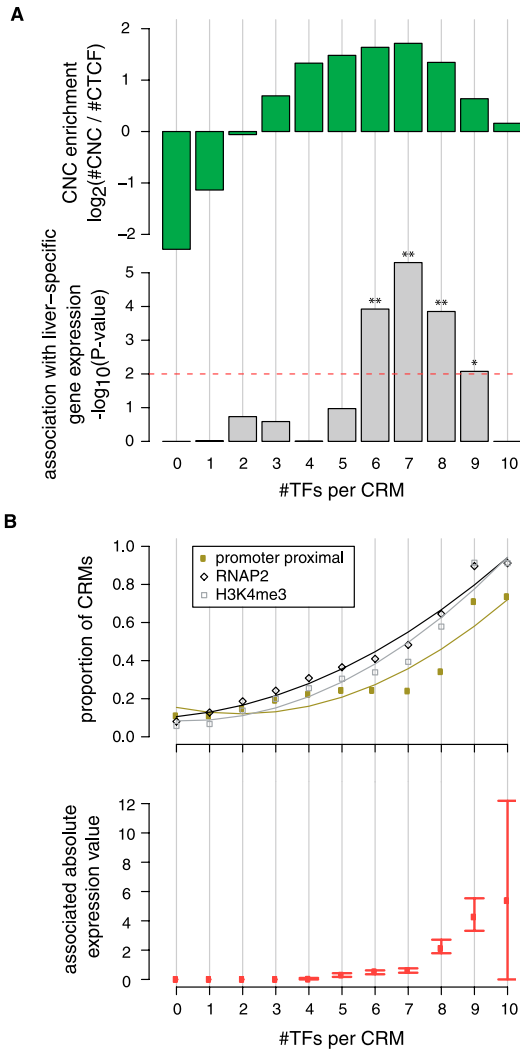 A
CNC enrichment
log2(#CNC / #CTCF)
2
1
0
−1
−2
association with liver−specific
gene expression
-log10(P-value)
5
4
3
2
1
0
**
**
**
*
0 1 2 3 4 5 6 7 8 9 10
#TFs per CRM
B
proportion of CRMs
1.0
0.8
0.6
0.4
0.2
0.0
promoter proximal
RNAP2
H3K4me3
associated absolute
expression value
12
10
8
6
4
2
0
0 1 2 3 4 5 6 7 8 9 10
#TFs per CRM